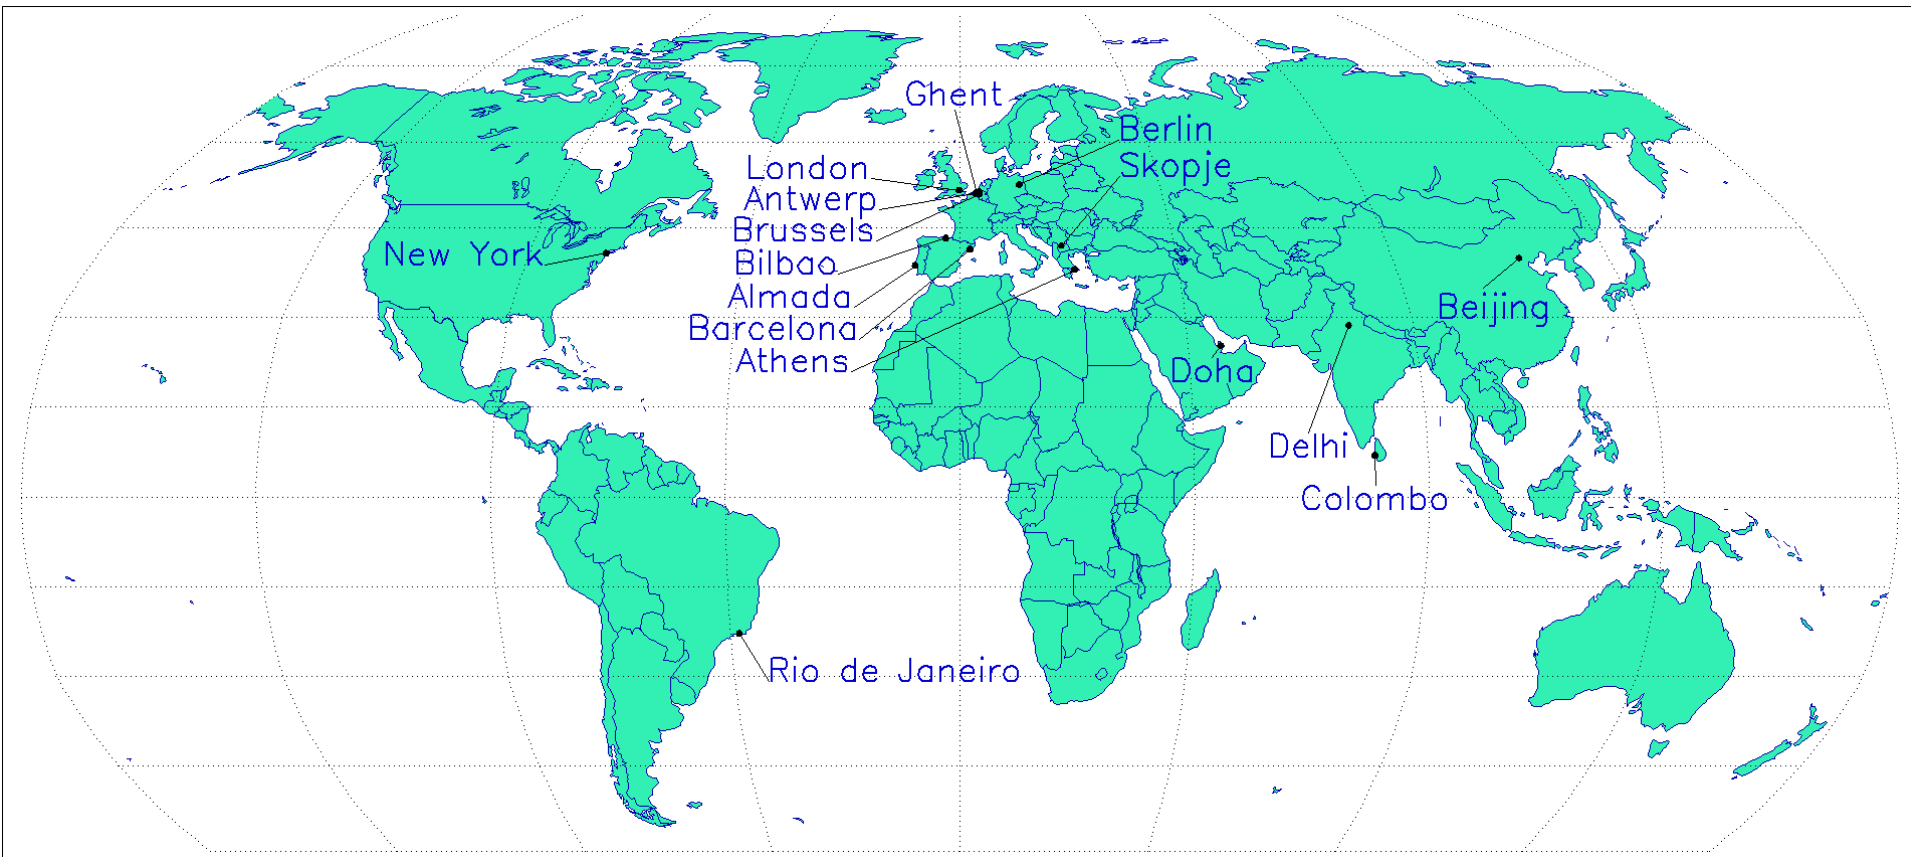 Ghent
Berlin
London
Skopje
Antwerp
Brussels
New York
Bilbao
Almada
Beijing
Barcelona
Athens
Doha
Delhi
Colombo
Rio de Janeiro